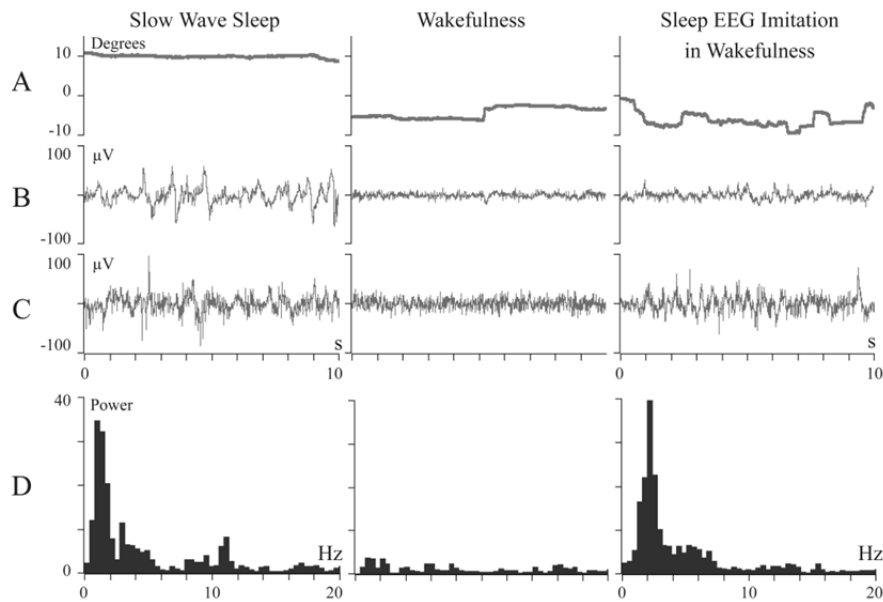 Slow Wave Sleep
Wakefulness
Sleep EEG Imitation
in Wakefulness
A
Degrees
10
0
-10
B
100
µV
-100
C
100
µV
-100
s
s
0
10
0
10
D
40
Power
0
Hz
Hz
0
20
0
20